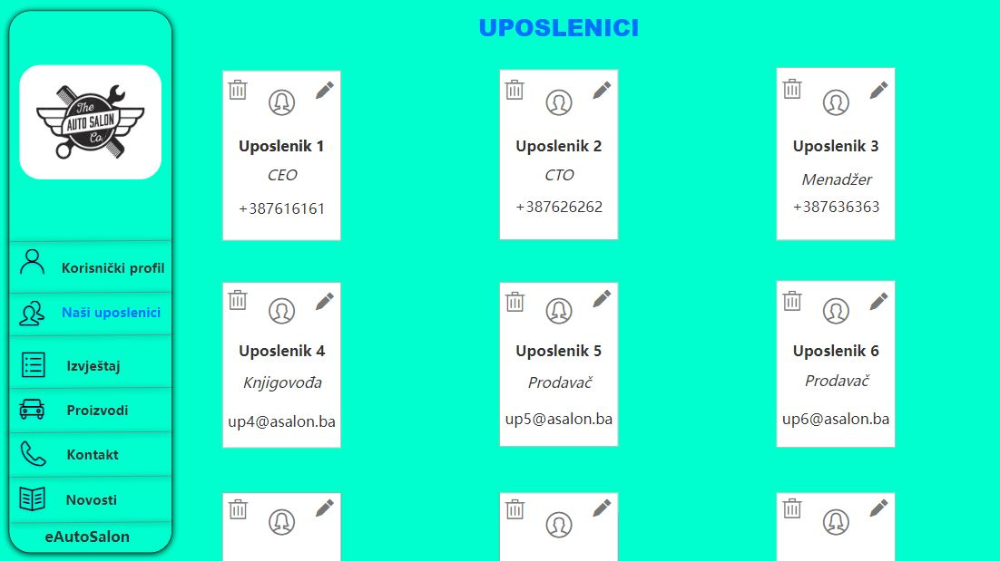 UPOSLENICI
The
AUTO SALON
Co.
Korisnički profil
Naši uposlenici
Izvještaj
Proizvodi
Kontakt
Novosti
eAutoSalon
Uposlenik 1
CEO
+387616161
Uposlenik 2
CTO
+387626262
Uposlenik 3
Menadžer
+387636363
Uposlenik 4
Knjigovođa
up4@asalon.ba
Uposlenik 5
Prodavač
up5@asalon.ba
Uposlenik 6
Prodavač
up6@asalon.ba